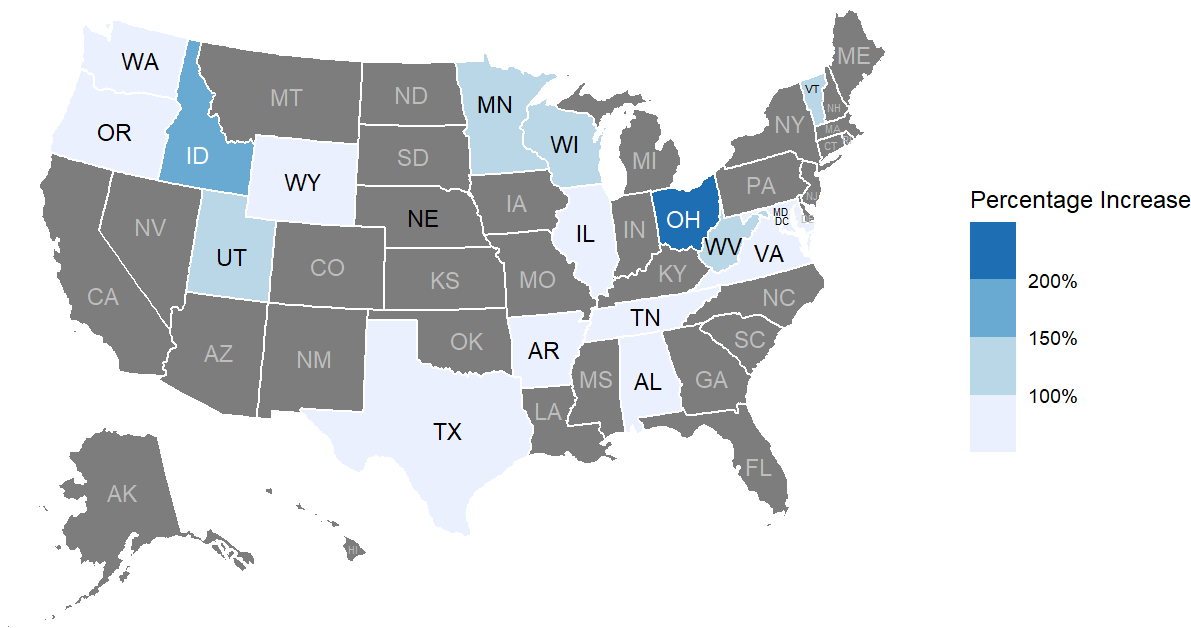 ME
WA
VT
MT
ND
MN
NH
OR
NY
MA
WI
CT
ID
SD
MI
WY
PA
NJ
IA
NE
OH
MD
DC
NV
IN
IL
WV
VA
UT
CO
KY
KS
MO
CA
NC
TN
OK
SC
AR
AZ
NM
MS
AL
GA
LA
TX
FL
AK
HI
Percentage Increase
200%
150%
100%